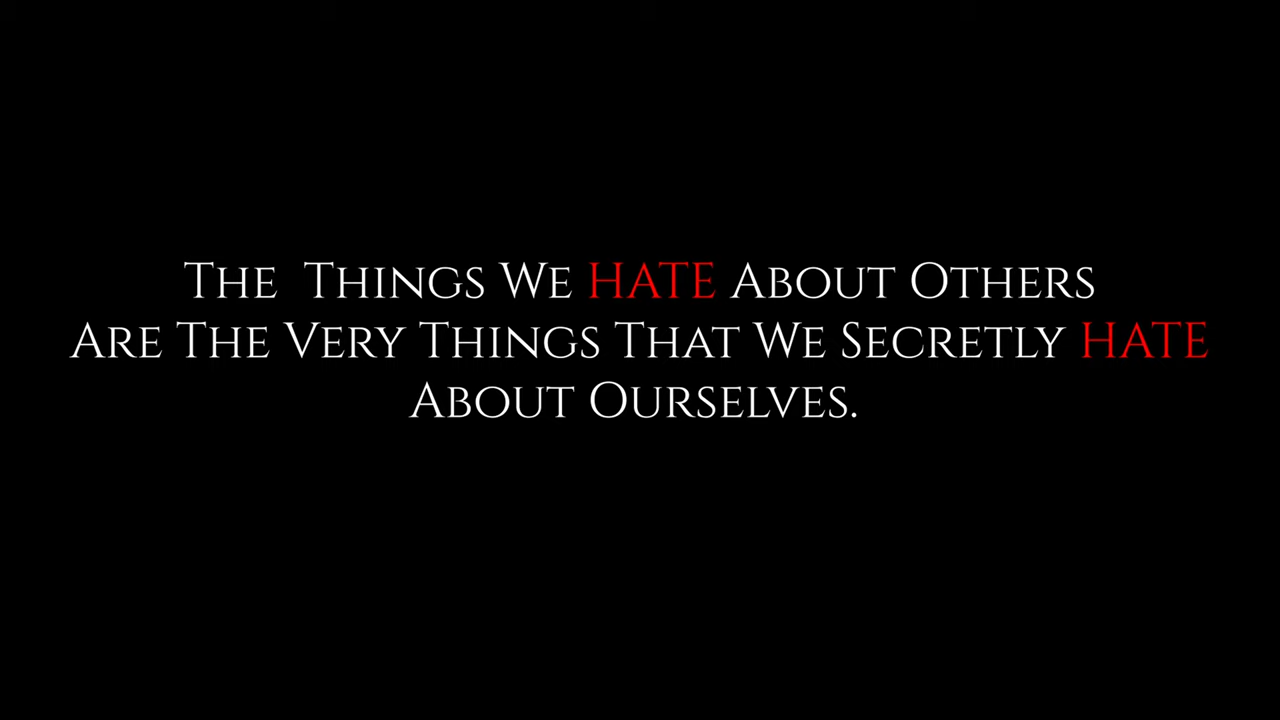 The  Things We HATE About Others
Are The Very Things That We Secretly HATE
About Ourselves.